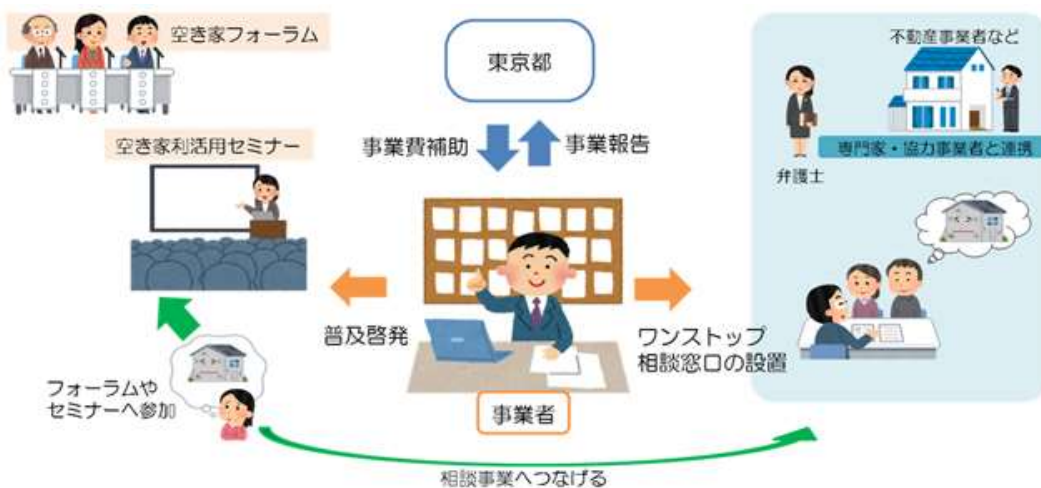 空き家フォーラム
東京都
不動産事業者など
空き家利活用セミナー
事業費補助
事業報告
専門家・協力事業者と連携
弁護士
普及啓発
ワンストップ
相談窓口の設置
フォーラムや
セミナーへ参加
事業者
相談事業へつなげる